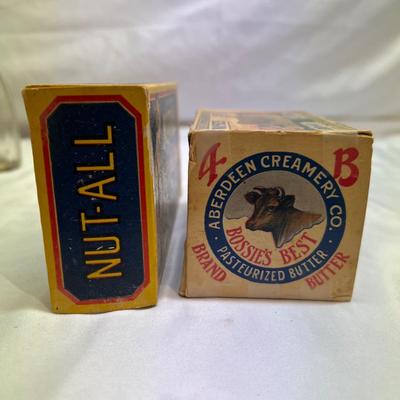 NUT-ALL
4 B
ABERDEEN CREAMERY CO.
BOSSIE'S BEST
PASTEURIZED BUTTER
BRAND BUTTER